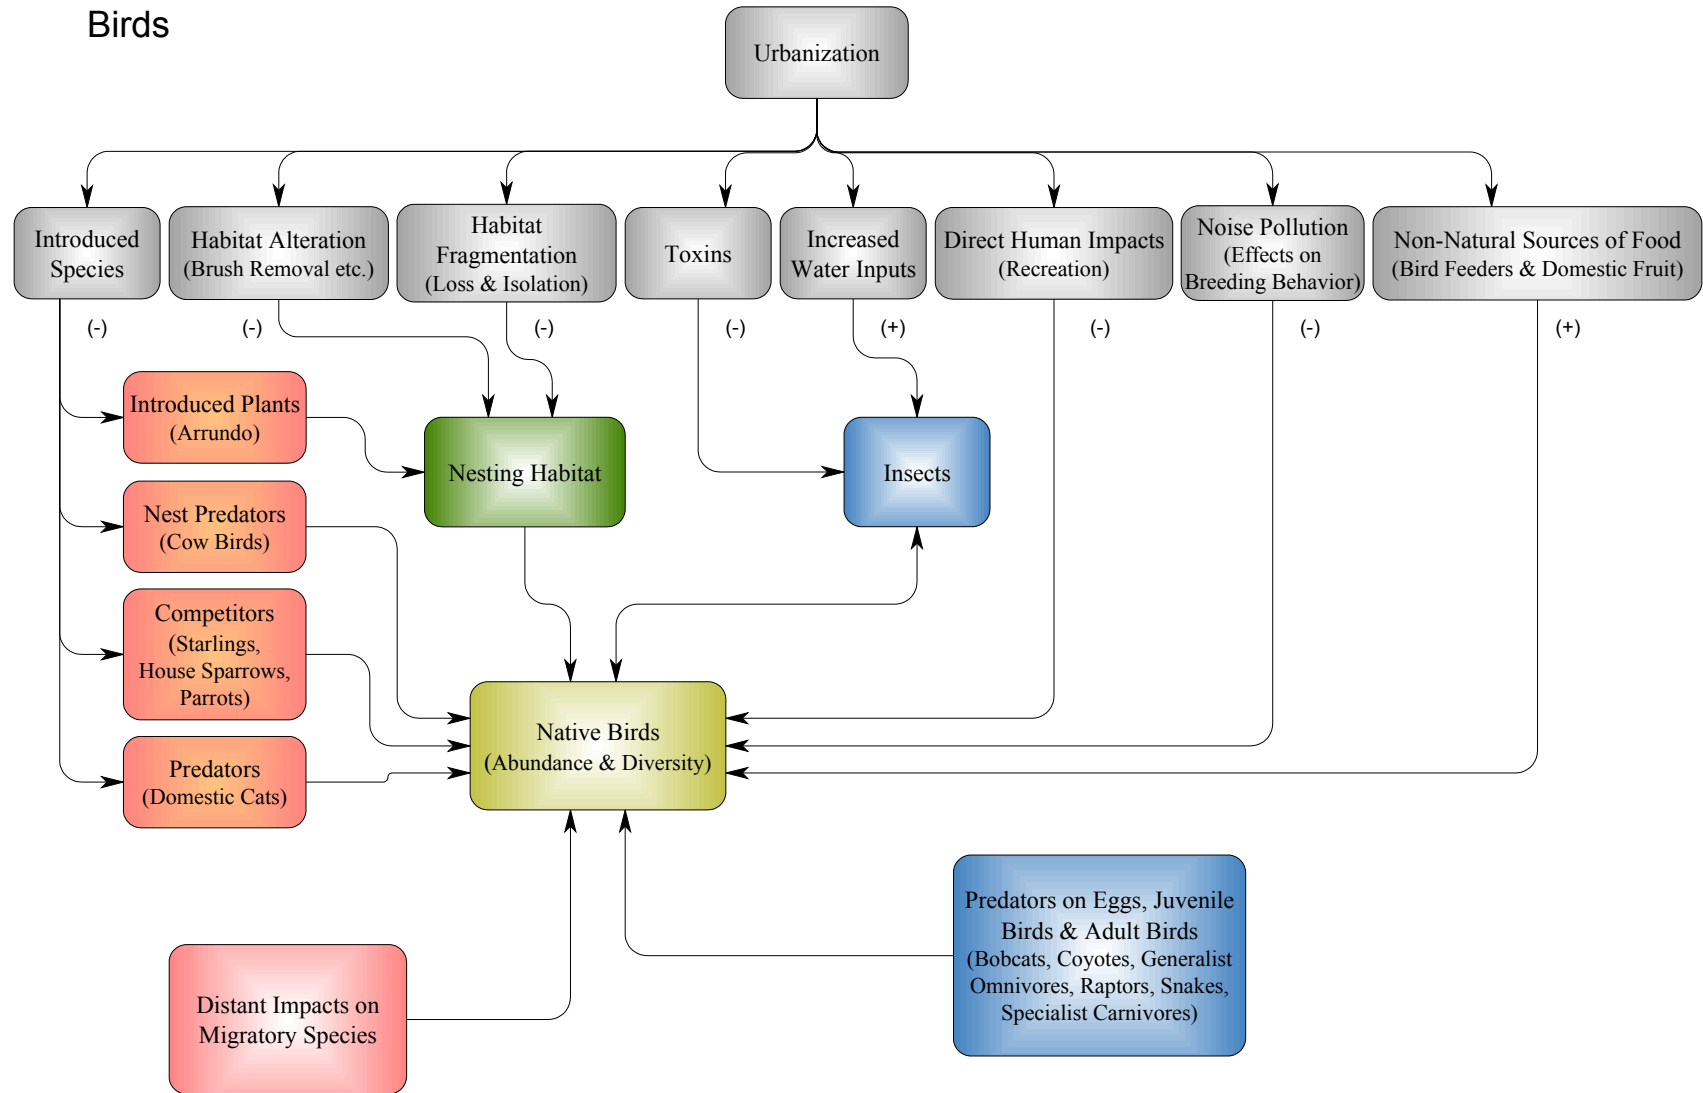 Birds
Urbanization
Introduced
Species
Habitat Alteration
(Brush Removal etc.)
Habitat
Fragmentation
(Loss & Isolation)
Toxins
Increased
Water Inputs
Direct Human Impacts
(Recreation)
Noise Pollution
(Effects on
Breeding Behavior)
Non-Natural Sources of Food
(Bird Feeders & Domestic Fruit)
(-)
(-)
(-)
(-)
(+)
(-)
(-)
(+)
Introduced Plants
(Arrundo)
Nesting Habitat
Insects
Nest Predators
(Cow Birds)
Competitors
(Starlings,
House Sparrows,
Parrots)
Native Birds
(Abundance & Diversity)
Predators
(Domestic Cats)
Predators on Eggs, Juvenile
Birds & Adult Birds
(Bobcats, Coyotes, Generalist
Omnivores, Raptors, Snakes,
Specialist Carnivores)
Distant Impacts on
Migratory Species